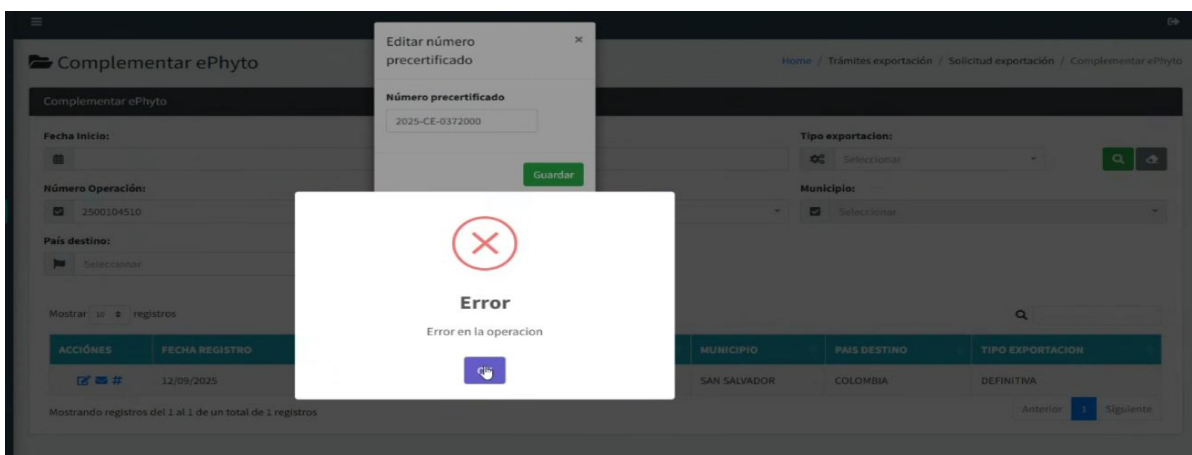 Editar número
precertificado
×
Complementar ePhyto
Home / Trámites exportación / Solicitud exportación / Complementar ePhyto
Complementar ePhyto
Número precertificado
2025-CE-0372000
Guardar
Fecha Inicio:
Tipo exportacion:
Seleccionar
Número Operación:
Municipio:
2500104510
Seleccionar
País destino:
Seleccionar
Error
Error en la operacion
Mostrar 10 registros
ACCIÓNES FECHA REGISTRO MUNICIPIO PAIS DESTINO TIPO EXPORTACION
# 12/09/2025 SAN SALVADOR COLOMBIA DEFINITIVA
Mostrando registros del 1 al 1 de un total de 1 registros
Anterior 1 Siguiente